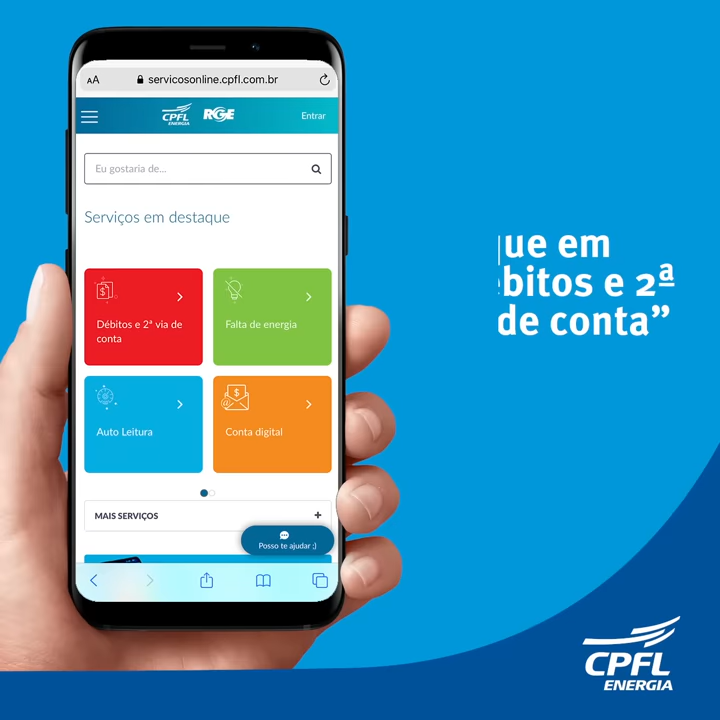 AA servicosonline.cpfl.com.br
CPFL ENERGIA RGE Entrar
Eu gostaria de...
Serviços em destaque
Débitos e 2ª via de conta
Falta de energia
Auto Leitura
Conta digital
MAIS SERVIÇOS +
Posso te ajudar ;)
ue em
bitos e 2ª
de conta”
CPFL
ENERGIA